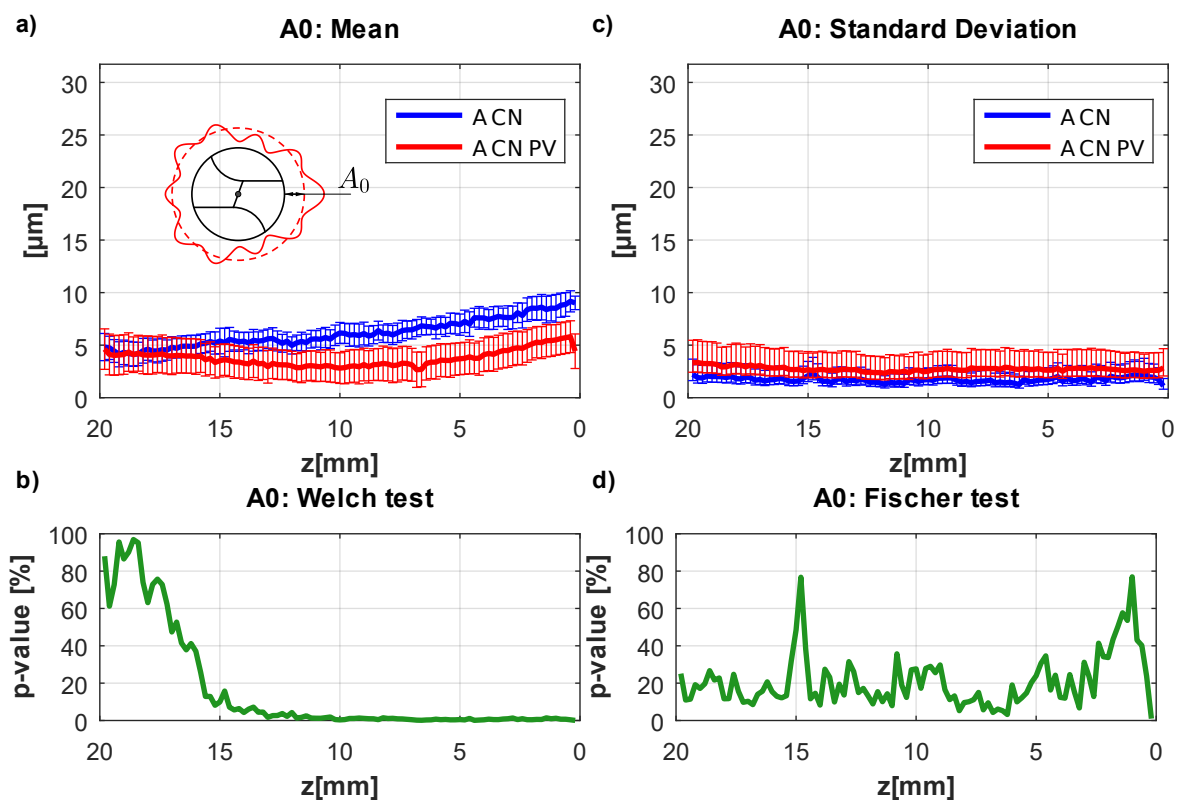 a)
A0: Mean
[µm]
30
25
20
15
10
5
0
A CN
A CN PV
A0
20 15 10 5 0
z[mm]
c)
A0: Standard Deviation
[µm]
30
25
20
15
10
5
0
A CN
A CN PV
20 15 10 5 0
z[mm]
b)
A0: Welch test
p-value [%]
100
80
60
40
20
0
20 15 10 5 0
z[mm]
d)
A0: Fischer test
p-value [%]
100
80
60
40
20
0
20 15 10 5 0
z[mm]